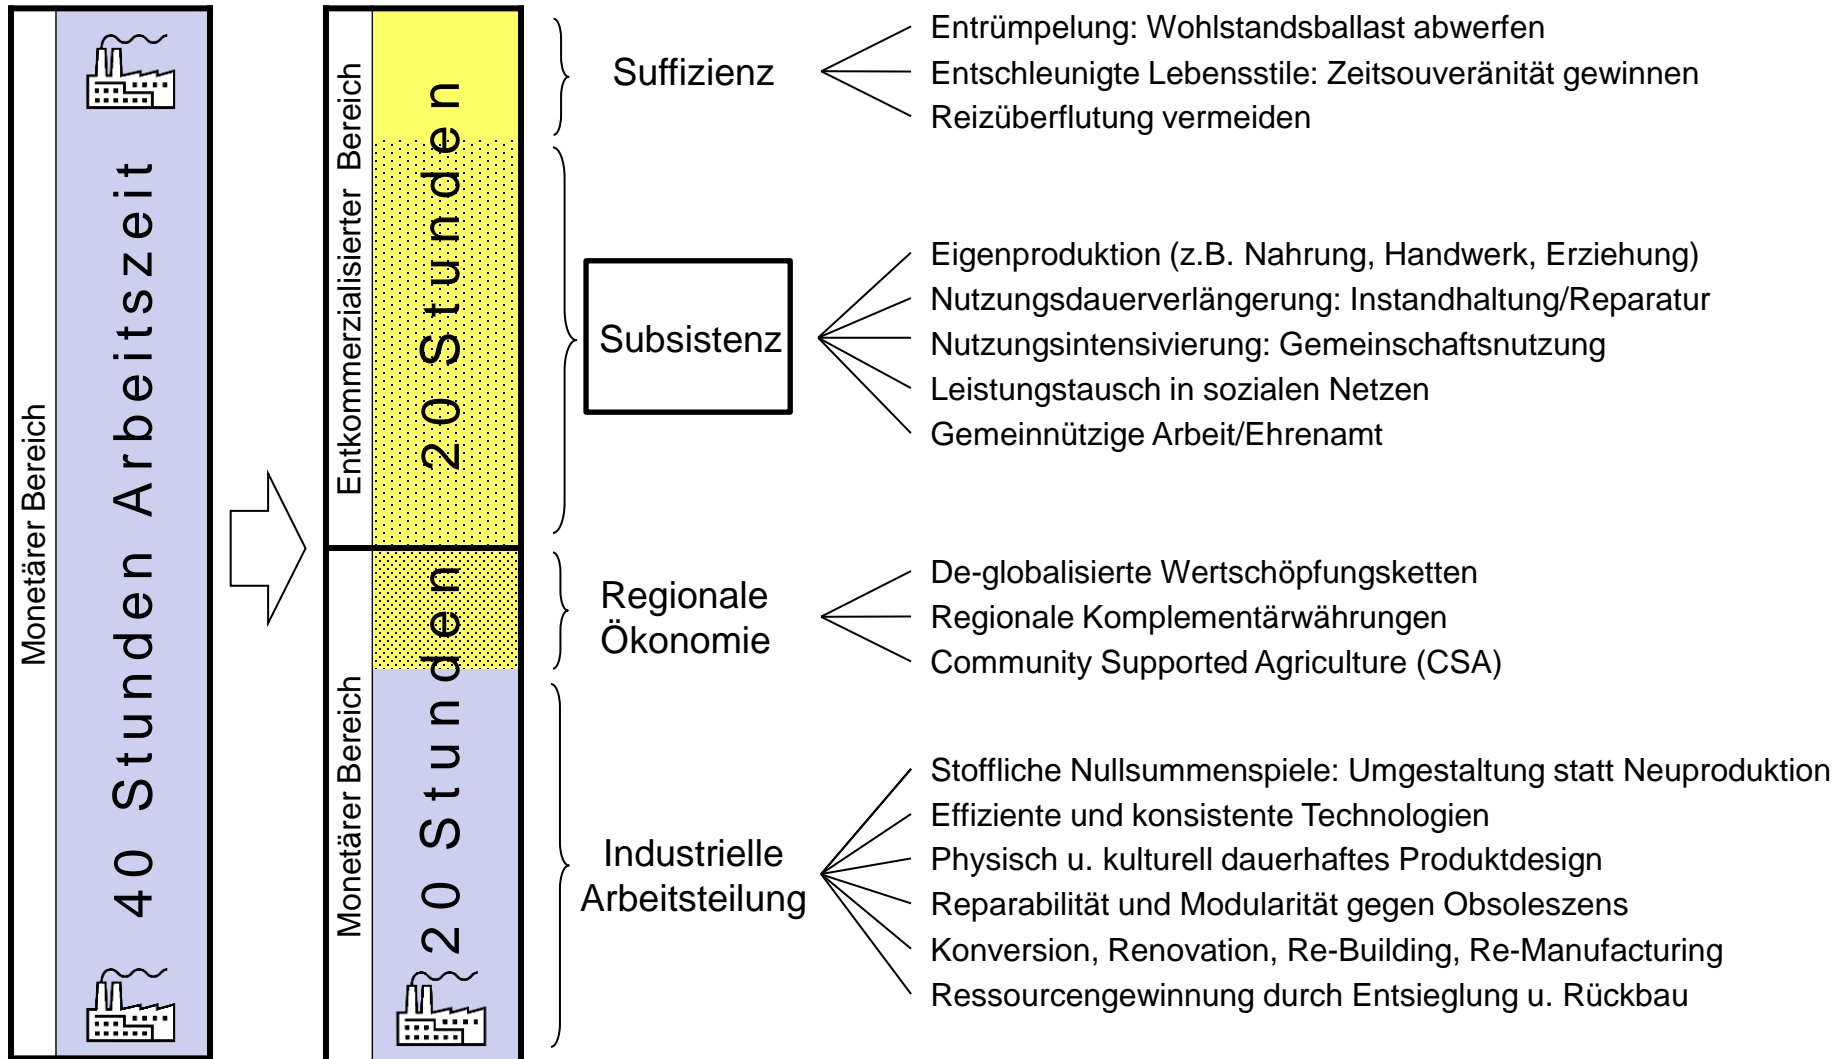 Monetärer Bereich
40 Stunden Arbeitszeit
Entkommerzialisierter Bereich
20 Stunden
Monetärer Bereich
20 Stunden
Suffizienz
Entrümpelung: Wohlstandsballast abwerfen
Entschleunigte Lebensstile: Zeitsouveränität gewinnen
Reizüberflutung vermeiden
Subsistenz
Eigenproduktion (z.B. Nahrung, Handwerk, Erziehung)
Nutzungsdauerverlängerung: Instandhaltung/Reparatur
Nutzungsintensivierung: Gemeinschaftsnutzung
Leistungstausch in sozialen Netzen
Gemeinnützige Arbeit/Ehrenamt
Regionale
Ökonomie
De-globalisierte Wertschöpfungsketten
Regionale Komplementärwährungen
Community Supported Agriculture (CSA)
Industrielle
Arbeitsteilung
Stoffliche Nullsummenspiele: Umgestaltung statt Neuproduktion
Effiziente und konsistente Technologien
Physisch u. kulturell dauerhaftes Produktdesign
Reparabilität und Modularität gegen Obsoleszens
Konversion, Renovation, Re-Building, Re-Manufacturing
Ressourcengewinnung durch Entsieglung u. Rückbau